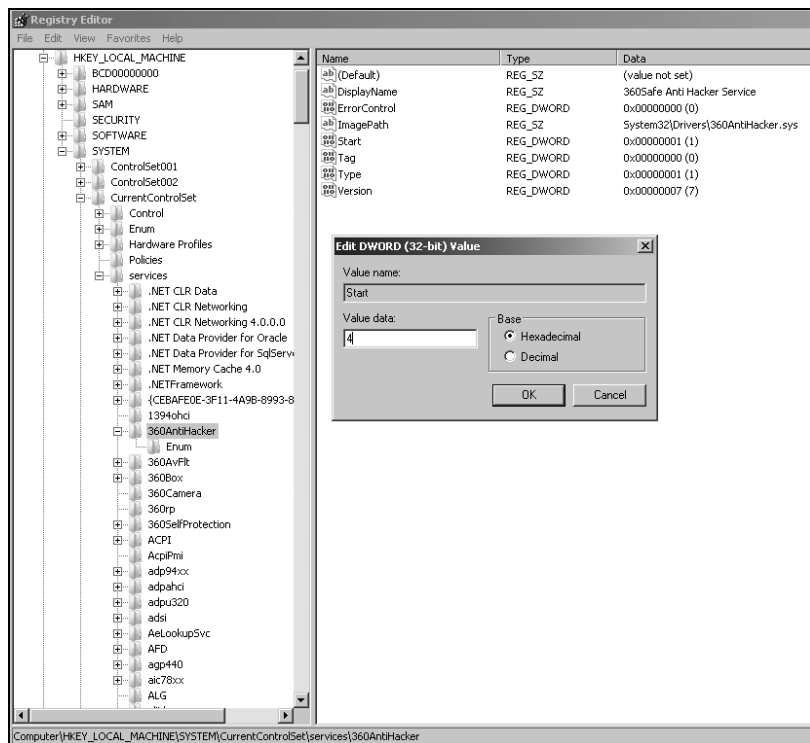 Registry Editor
File Edit View Favorites Help
HKEY_LOCAL_MACHINE
BCD00000000
HARDWARE
SAM
SECURITY
SOFTWARE
SYSTEM
ControlSet001
ControlSet002
CurrentControlSet
Control
Enum
Hardware Profiles
Policies
services
.NET CLR Data
.NET CLR Networking
.NET CLR Networking 4.0.0.0
.NET Data Provider for Oracle
.NET Data Provider for SqlServe
.NET Memory Cache 4.0
.NETFramework
{CEBAFE0E-3F11-4A9B-8993-8
1394ohci
360AntiHacker
Enum
360AvFlt
360Box
360Camera
360rp
360SelfProtection
ACPI
AcpiPmi
adp94xx
adpahci
adpu320
adsi
AeLookupSvc
AFD
agp440
aic78xx
ALG
Name Type Data
(Default) REG_SZ (value not set)
DisplayName REG_SZ 360Safe Anti Hacker Service
ErrorControl REG_DWORD 0x00000000 (0)
ImagePath REG_SZ System32\Drivers\360AntiHacker.sys
Start REG_DWORD 0x00000001 (1)
Tag REG_DWORD 0x00000000 (0)
Type REG_DWORD 0x00000001 (1)
Version REG_DWORD 0x00000007 (7)
Edit DWORD (32-bit) Value
Value name:
Start
Value data:
4
Base
Hexadecimal
Decimal
OK Cancel
Computer\HKEY_LOCAL_MACHINE\SYSTEM\CurrentControlSet\services\360AntiHacker